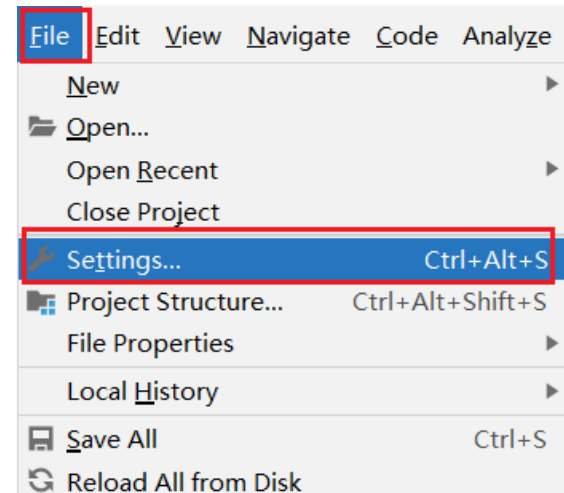 File Edit View Navigate Code Analyze
New
Open...
Open Recent
Close Project
Settings... Ctrl+Alt+S
Project Structure... Ctrl+Alt+Shift+S
File Properties
Local History
Save All Ctrl+S
Reload All from Disk